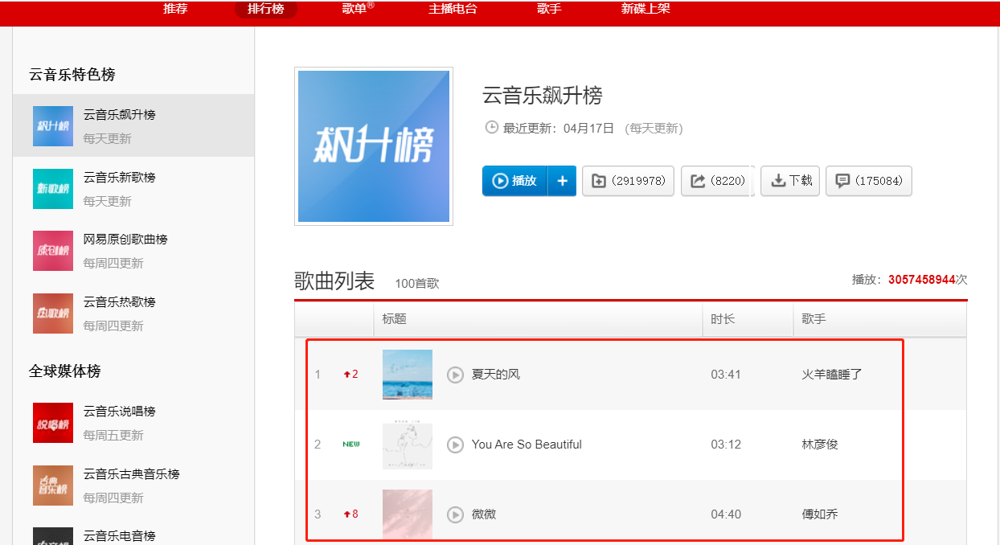 推荐 排行榜 歌单® 主播电台 歌手 新碟上架
云音乐特色榜
飙升榜
云音乐飙升榜
每天更新
新歌榜
云音乐新歌榜
每天更新
原创榜
网易原创歌曲榜
每周四更新
热歌榜
云音乐热歌榜
每周四更新
全球媒体榜
说唱榜
云音乐说唱榜
每周五更新
古典
音乐榜
云音乐古典音乐榜
每周四更新
云音乐电音榜
飙升榜
云音乐飙升榜
最近更新：04月17日 （每天更新）
播放 + (2919978) (8220) 下载 (175084)
歌曲列表 100首歌 播放：3057458944次
标题 时长 歌手
1 2 夏天的风 03:41 火羊瞌睡了
2 NEW You Are So Beautiful 03:12 林彦俊
3 8 微微 04:40 傅如乔